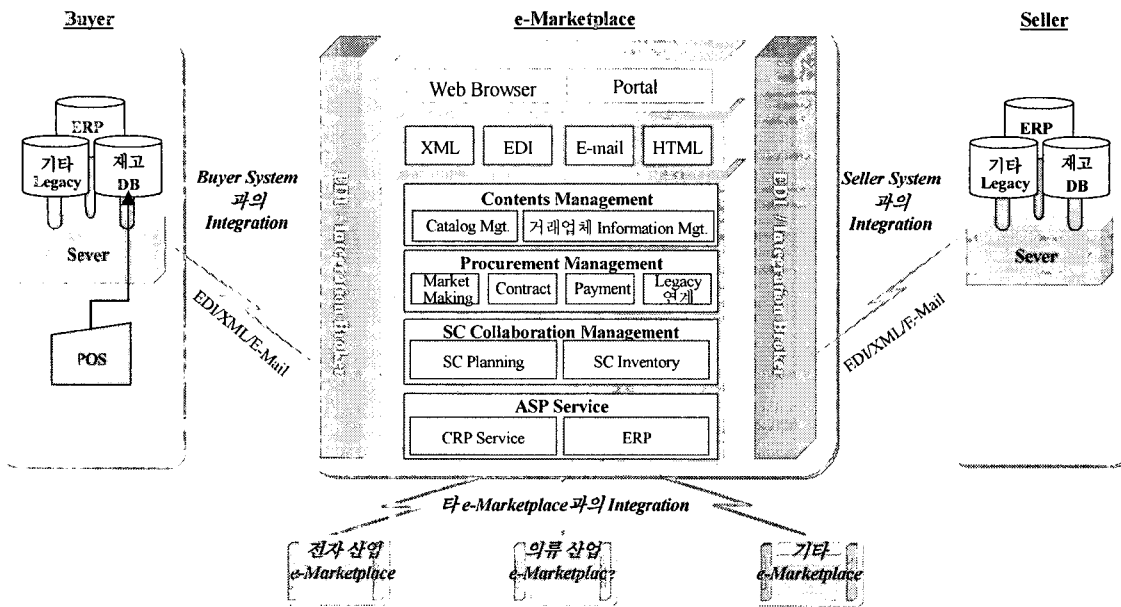 Buyer
e-Marketplace
Seller
ERP
기타
Legacy
재고
DB
Sever
POS
Buyer System
과의
Integration
EDI/XML/E-Mail
EDI / Integration Broker
Web Browser
Portal
XML
EDI
E-mail
HTML
Contents Management
Catalog Mgt.
거래업체 Information Mgt.
Procurement Management
Market
Making
Contract
Payment
Legacy
연계
SC Collaboration Management
SC Planning
SC Inventory
ASP Service
CRP Service
ERP
EDI / Integration Broker
Seller System
과의
Integration
EDI/XML/E-Mail
ERP
기타
Legacy
재고
DB
Sever
타 e-Marketplace과의 Integration
전자 산업
e-Marketplace
의류 산업
e-Marketplace
기타
e-Marketplace